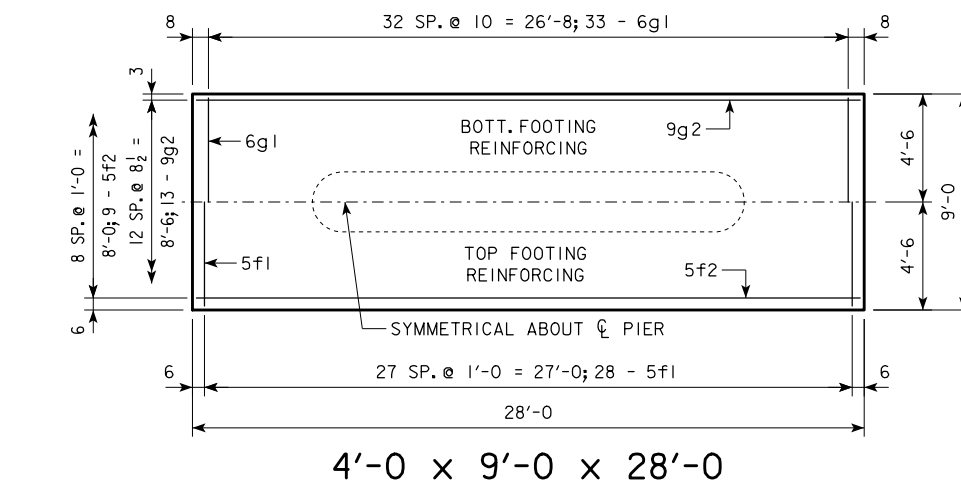 8
32 SP. @ 10 = 26'-8; 33 - 6g1
8
3
6g1
BOTT. FOOTING
REINFORCING
9g2
8 SP. @ 1'-0 =
8'-0; 9 - 5f2
12 SP. @ 8 1/2 =
8'-6; 13 - 9g2
4'-6
9'-0
5f1
TOP FOOTING
REINFORCING
5f2
4'-6
6
SYMMETRICAL ABOUT ℄ PIER
6
27 SP. @ 1'-0 = 27'-0; 28 - 5f1
6
28'-0
4'-0 x 9'-0 x 28'-0